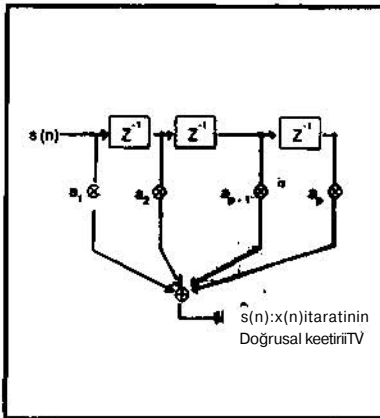 s(n)
Z⁻¹ Z⁻¹ Z⁻¹
a₁ a₂ aₚ₊₁ aₚ
s(n):x(n)itaratinin
Doğrusal keetiriiTV